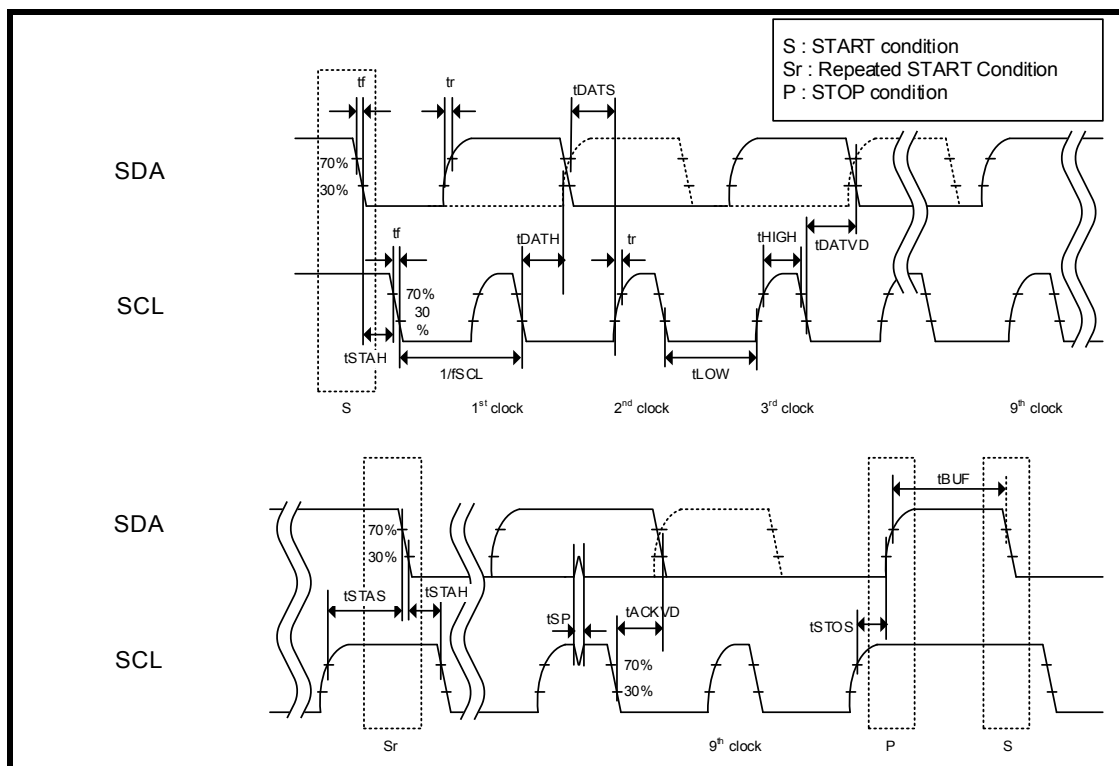 S : START condition
Sr : Repeated START Condition
P : STOP condition
tf
tr
tDATS
SDA
70%
30%
tf
tDATH
tr
tHIGH
tDATVD
SCL
70%
30
%
tSTAH
1/fSCL
tLOW
S
1st clock
2nd clock
3rd clock
9th clock
tBUF
SDA
70%
30%
tSTAS
tSTAH
tSP
tACKVD
tSTOS
SCL
70%
30%
Sr
9th clock
P
S